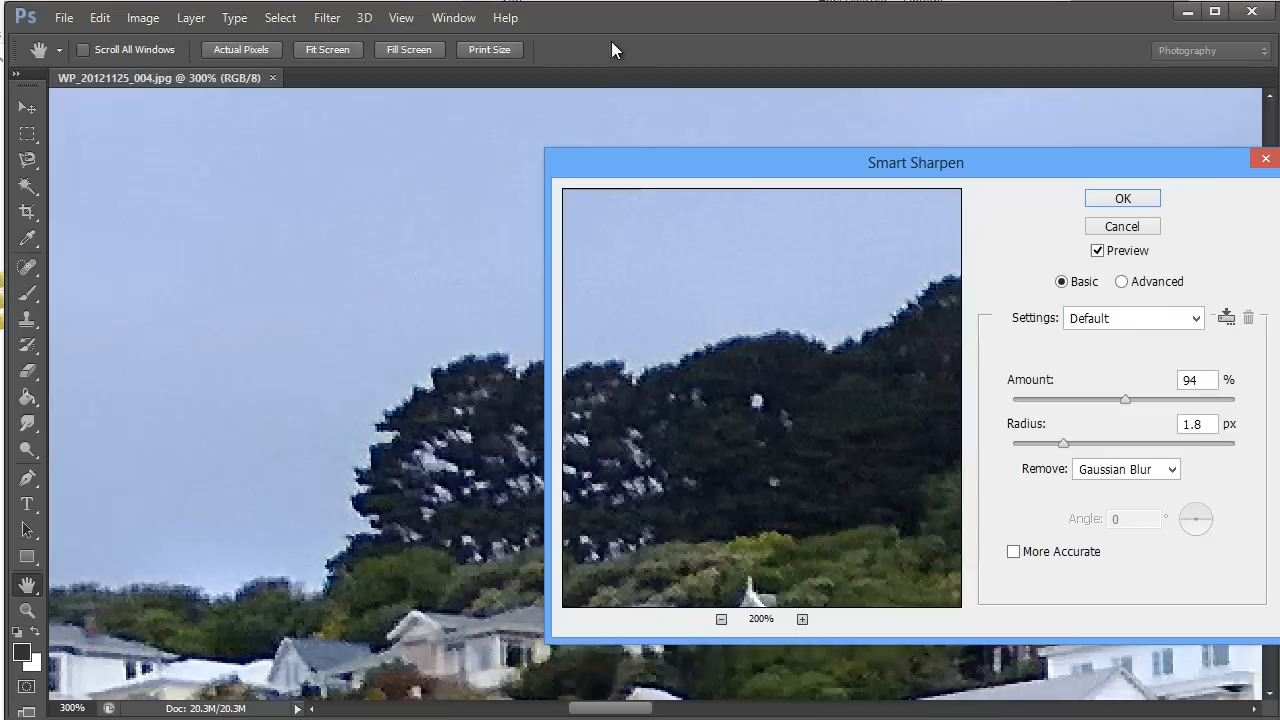 Ps File Edit Image Layer Type Select Filter 3D View Window Help
Scroll All Windows Actual Pixels Fit Screen Fill Screen Print Size Photography
WP_20121125_004.jpg @ 300% (RGB/8) ×
Smart Sharpen
OK
Cancel
Preview
Basic Advanced
Settings: Default
Amount: 94 %
Radius: 1.8 px
Remove: Gaussian Blur
Angle: 0 °
More Accurate
200%
T
300% Doc: 20.3M/20.3M